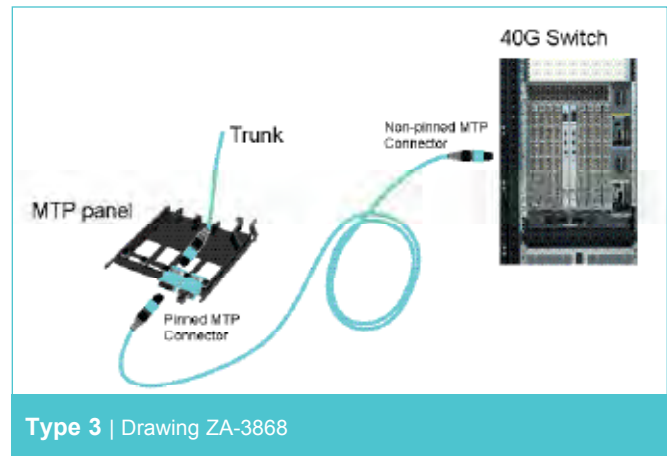 40G Switch
Non-pinned MTP
Connector
Trunk
MTP panel
Pinned MTP
Connector
Type 3 | Drawing ZA-3868